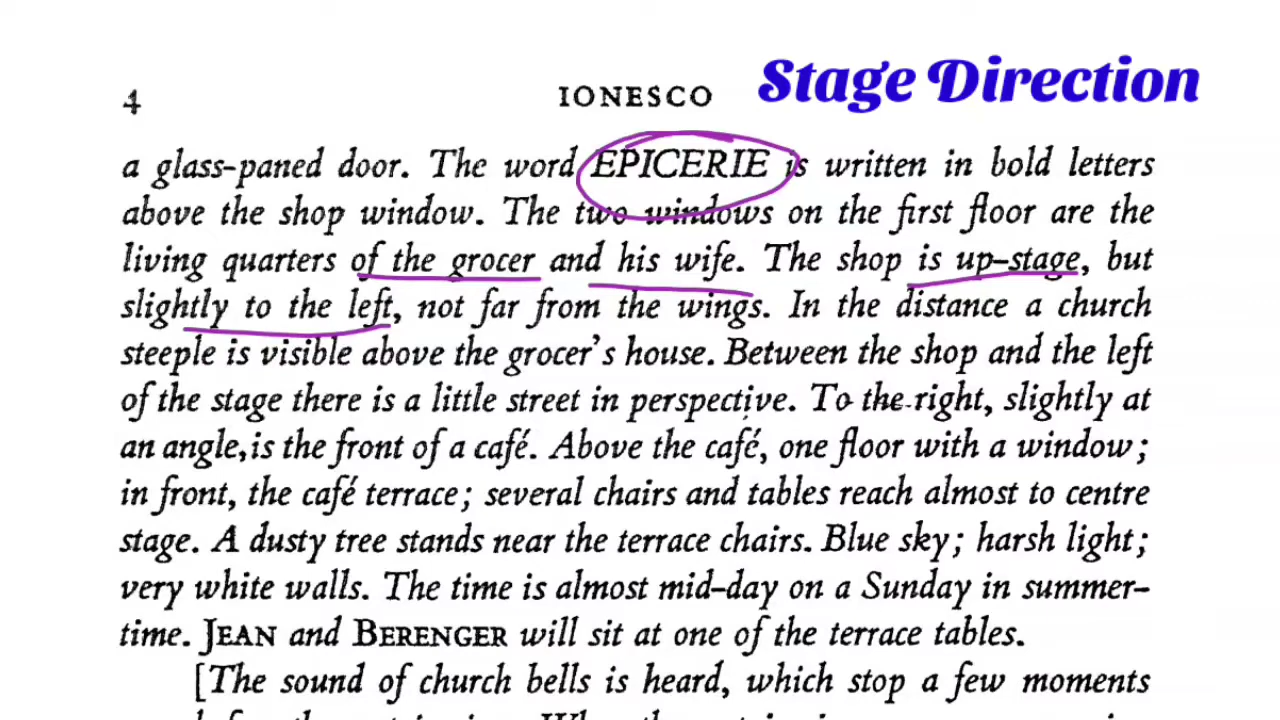 Stage Direction
4 IONESCO
a glass-paned door. The word EPICERIE is written in bold letters
above the shop window. The two windows on the first floor are the
living quarters of the grocer and his wife. The shop is up-stage, but
slightly to the left, not far from the wings. In the distance a church
steeple is visible above the grocer's house. Between the shop and the left
of the stage there is a little street in perspective. To the right, slightly at
an angle, is the front of a café. Above the café, one floor with a window;
in front, the café terrace; several chairs and tables reach almost to centre
stage. A dusty tree stands near the terrace chairs. Blue sky; harsh light;
very white walls. The time is almost mid-day on a Sunday in summer-
time. JEAN and BERENGER will sit at one of the terrace tables.
[The sound of church bells is heard, which stop a few moments